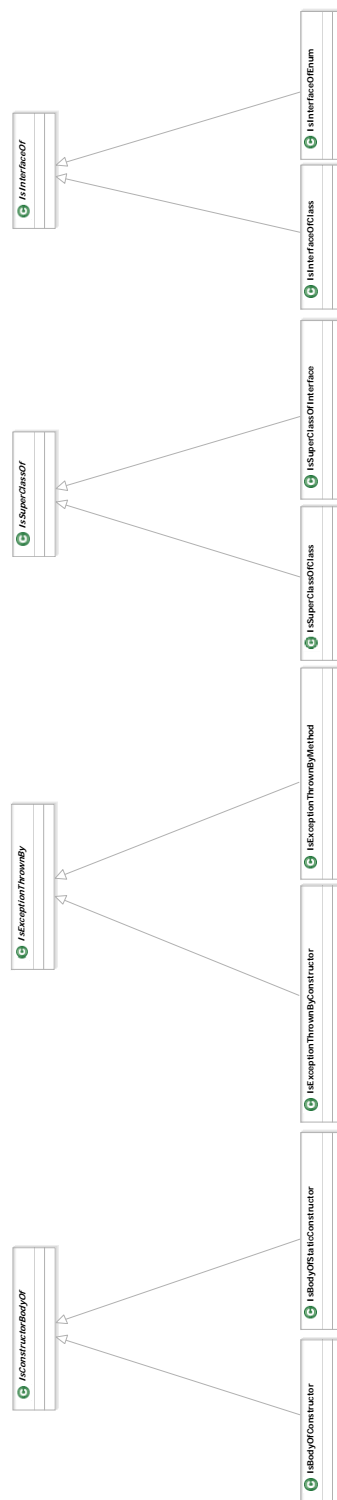 IsConstructorBodyOf
IsExceptionThrownBy
IsSuperClassOf
IsInterfaceOf
IsBodyOfConstructor
IsBodyOfStaticConstructor
IsExceptionThrownByConstructor
IsExceptionThrownByMethod
IsSuperClassOfClass
IsSuperClassOfInterface
IsInterfaceOfClass
IsInterfaceOfEnum